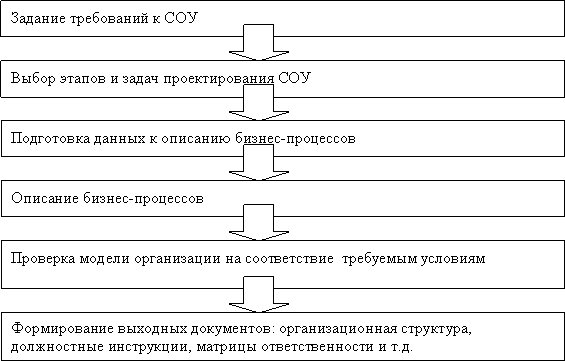 Задание требований к СОУ
Выбор этапов и задач проектирования СОУ
Подготовка данных к описанию бизнес-процессов
Описание бизнес-процессов
Проверка модели организации на соответствие требуемым условиям
Формирование выходных документов: организационная структура,
должностные инструкции, матрицы ответственности и т.д.